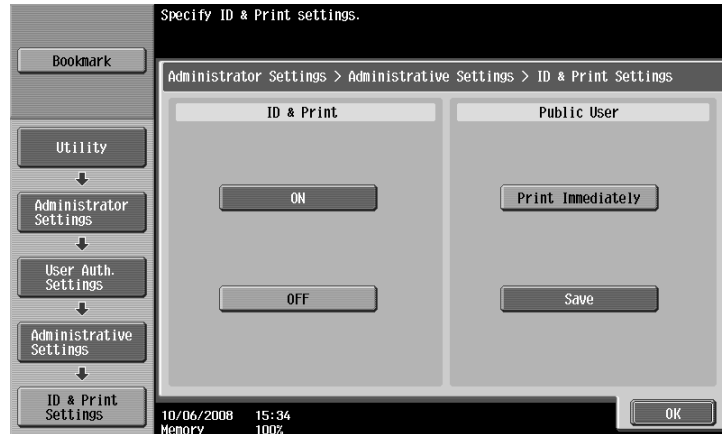 Specify ID & Print settings.
Bookmark
Administrator Settings > Administrative Settings > ID & Print Settings
ID & Print
Public User
Utility
ON
Print Immediately
Administrator
Settings
User Auth.
Settings
OFF
Save
Administrative
Settings
ID & Print
Settings
10/06/2008 15:34
Memory 100%
OK